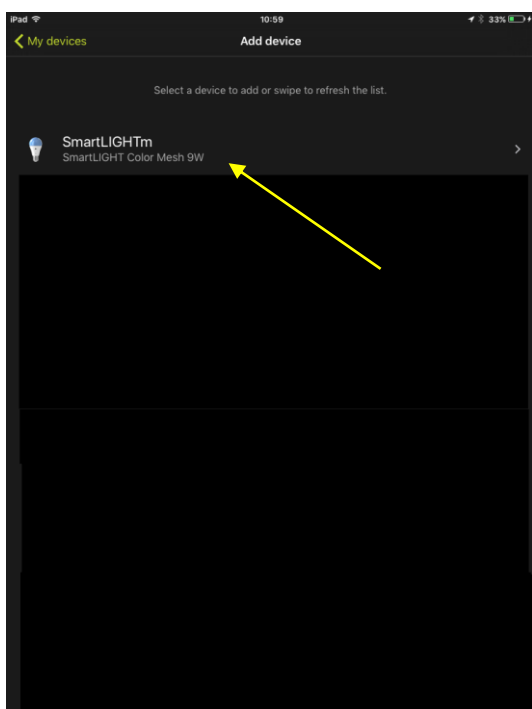 iPad 10:59 33%
My devices Add device
Select a device to add or swipe to refresh the list.
SmartLIGHTm
SmartLIGHT Color Mesh 9W